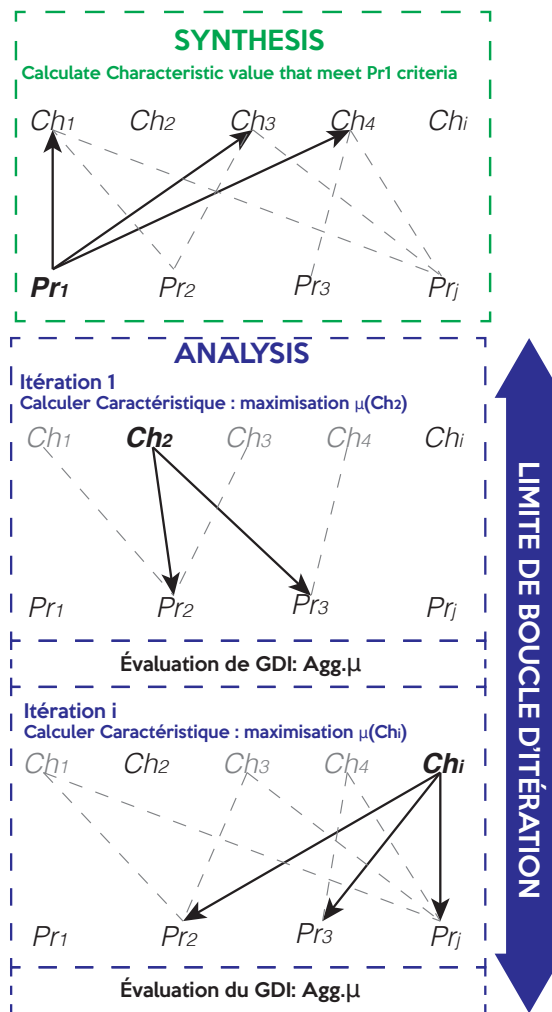 SYNTHESIS
Calculate Characteristic value that meet Pr1 criteria
Ch1 Ch2 Ch3 Ch4 Chi
Pr1 Pr2 Pr3 Prj
ANALYSIS
Itération 1
Calculer Caractéristique : maximisation μ(Ch2)
Ch1 Ch2 Ch3 Ch4 Chi
Pr1 Pr2 Pr3 Prj
Évaluation de GDI: Agg.μ
Itération i
Calculer Caractéristique : maximisation μ(Chi)
Ch1 Ch2 Ch3 Ch4 Chi
Pr1 Pr2 Pr3 Prj
Évaluation du GDI: Agg.μ
LIMITE DE BOUCLE D'ITÉRATION